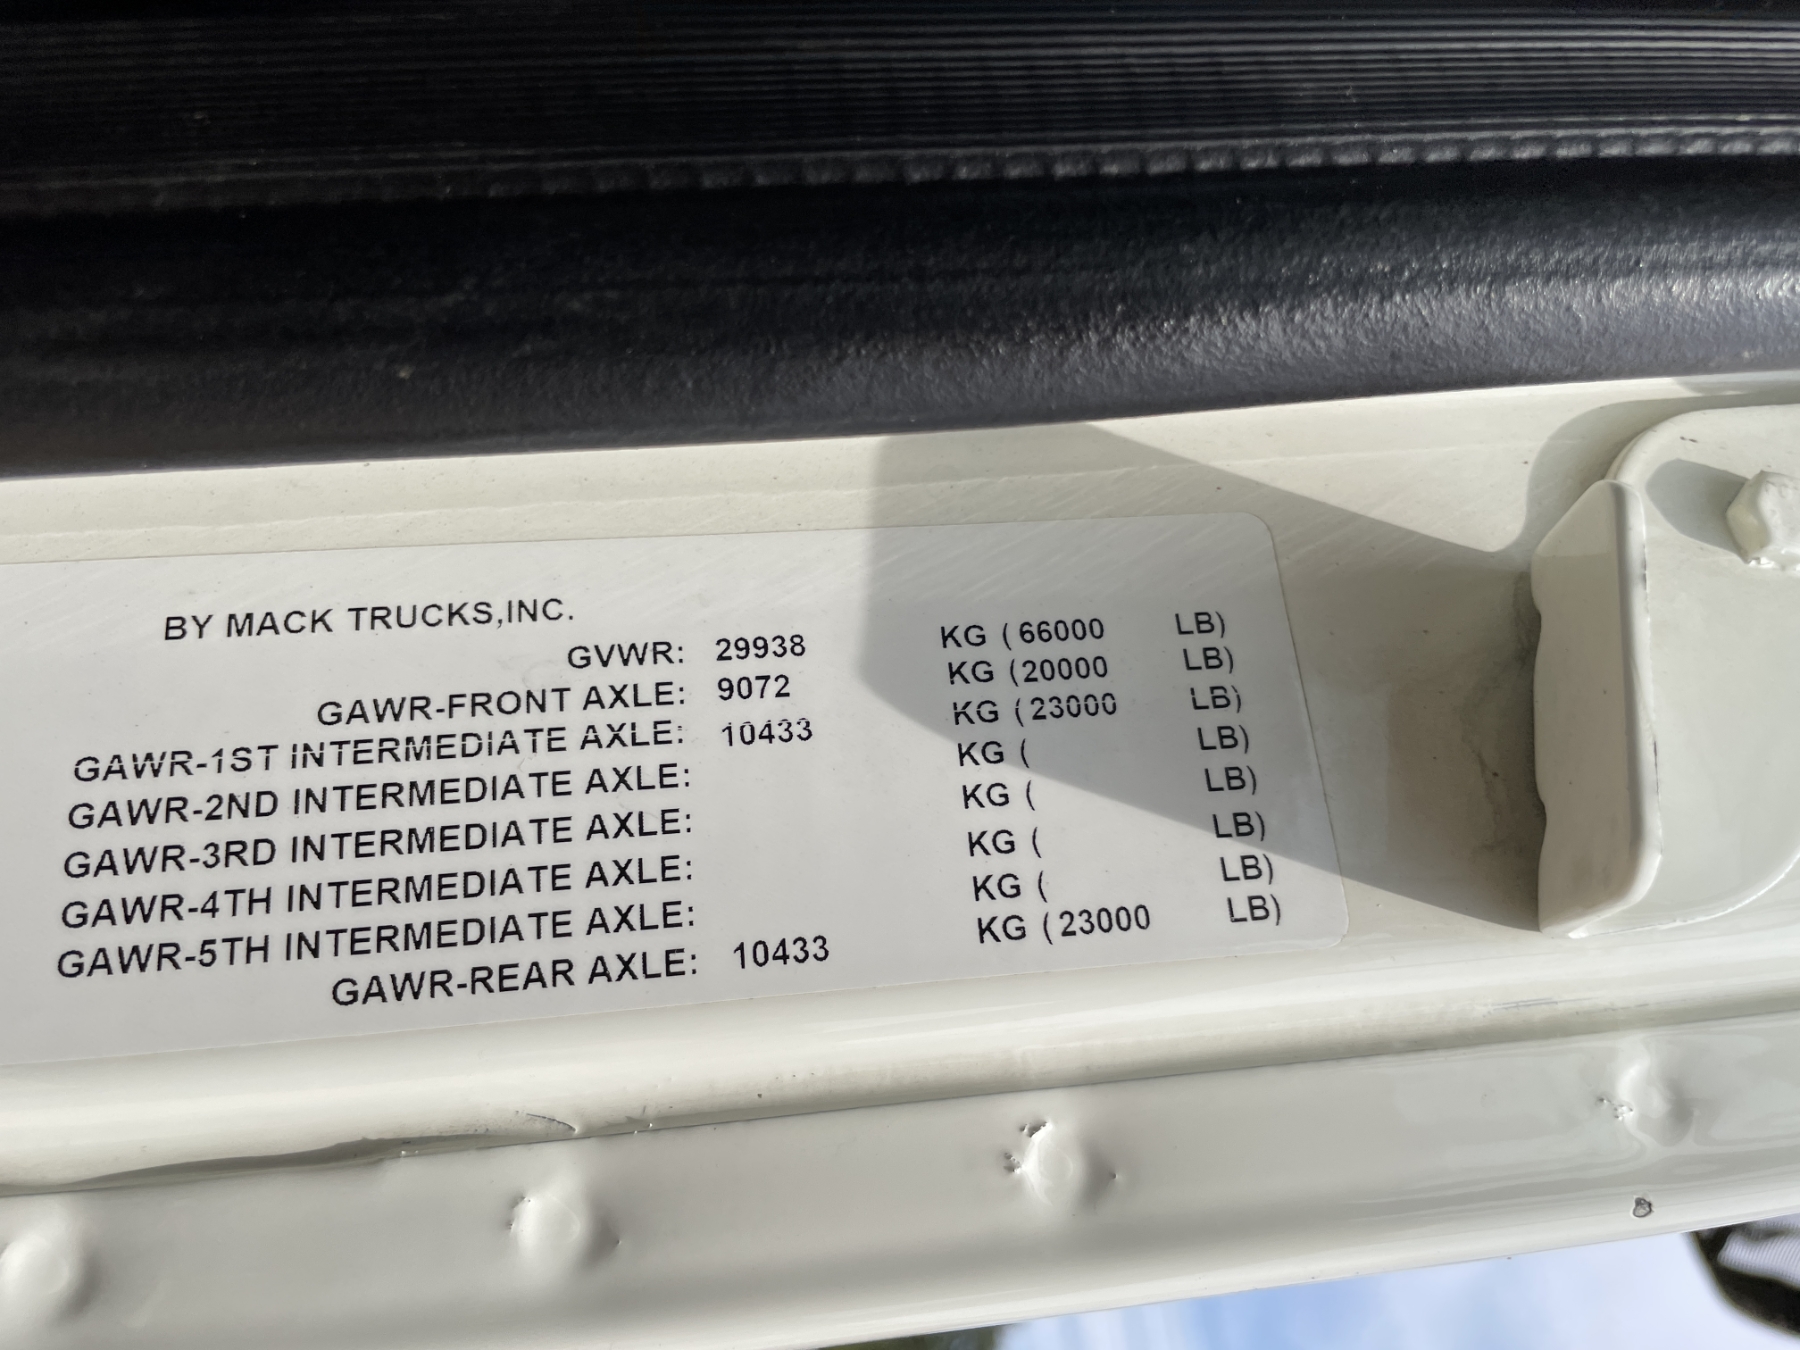 BY MACK TRUCKS,INC.
GVWR: 29938 KG (66000 LB)
GAWR-FRONT AXLE: 9072 KG (20000 LB)
GAWR-1ST INTERMEDIATE AXLE: 10433 KG (23000 LB)
GAWR-2ND INTERMEDIATE AXLE: KG ( LB)
GAWR-3RD INTERMEDIATE AXLE: KG ( LB)
GAWR-4TH INTERMEDIATE AXLE: KG ( LB)
GAWR-5TH INTERMEDIATE AXLE: KG ( LB)
GAWR-REAR AXLE: 10433 KG (23000 LB)